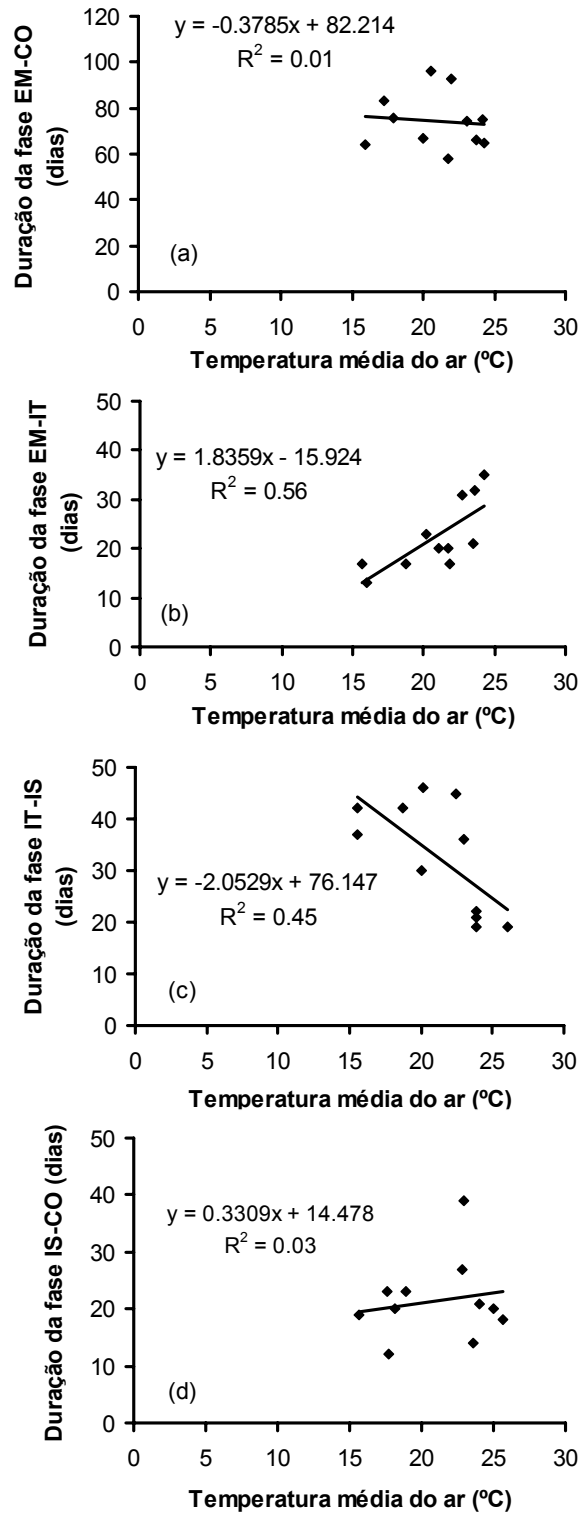 y = -0.3785x + 82.214
R² = 0.01
Duração da fase EM-CO
(dias)
120
100
80
60
40
20
0
(a)
0 5 10 15 20 25 30
Temperatura média do ar (ºC)
y = 1.8359x - 15.924
R² = 0.56
Duração da fase EM-IT
(dias)
50
40
30
20
10
0
(b)
0 5 10 15 20 25 30
Temperatura média do ar (ºC)
Duração da fase IT-IS
(dias)
50
40
30
20
10
0
y = -2.0529x + 76.147
R² = 0.45
(c)
0 5 10 15 20 25 30
Temperatura média do ar (ºC)
Duração da fase IS-CO (dias)
50
40
30
20
10
0
y = 0.3309x + 14.478
R² = 0.03
(d)
0 5 10 15 20 25 30
Temperatura média do ar (ºC)